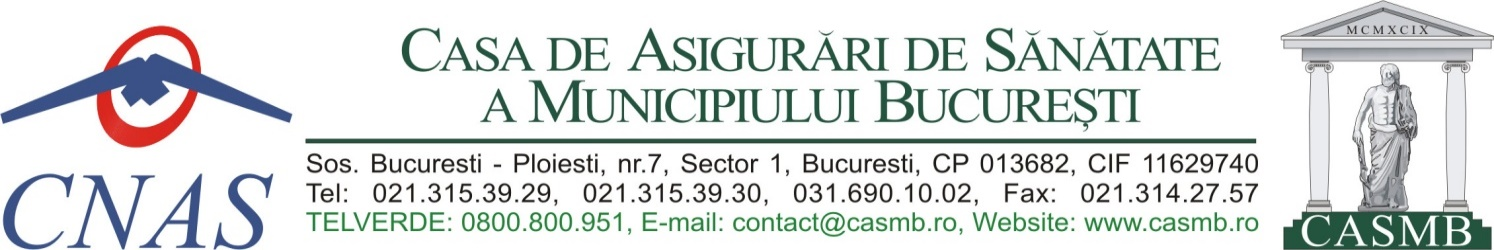 CNAS
CASA DE ASIGURĂRI DE SĂNĂTATE
A MUNICIPIULUI BUCUREȘTI
Sos. Bucuresti - Ploiesti, nr.7, Sector 1, Bucuresti, CP 013682, CIF 11629740
Tel: 021.315.39.29, 021.315.39.30, 031.690.10.02, Fax: 021.314.27.57
TELVERDE: 0800.800.951, E-mail: contact@casmb.ro, Website: www.casmb.ro
MCMXCIX
CASMB